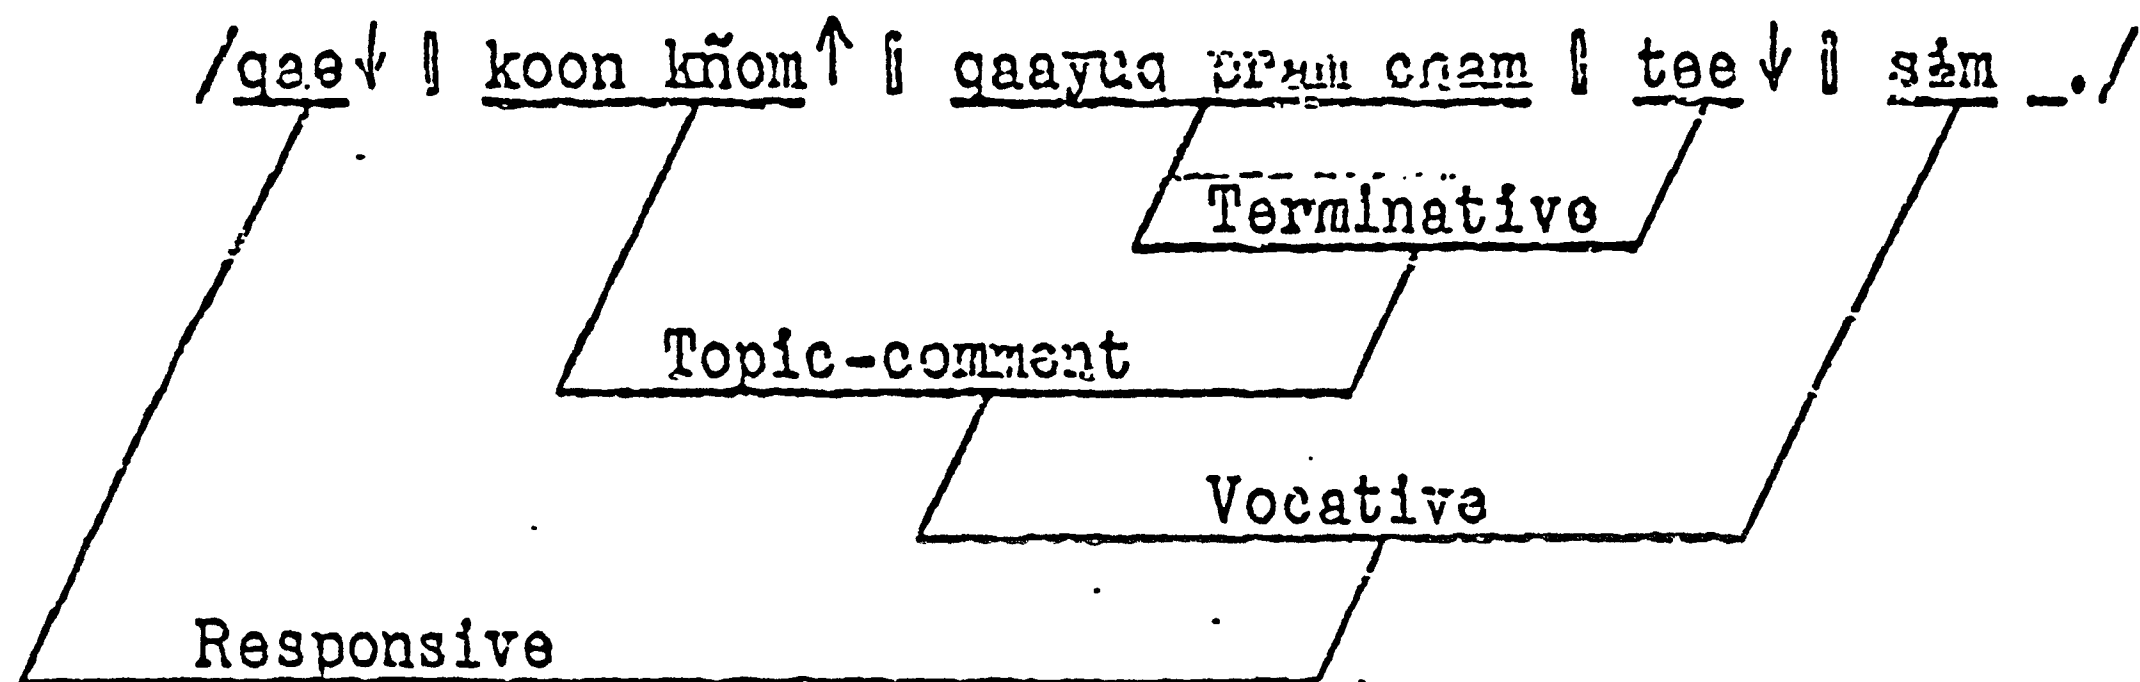 /qae↓ ‖ koon kñom↑ ‖ qaayuq pram cnam ‖ tee↓ ‖ sám _./
Terminative
Topic-comment
Vocative
Responsive